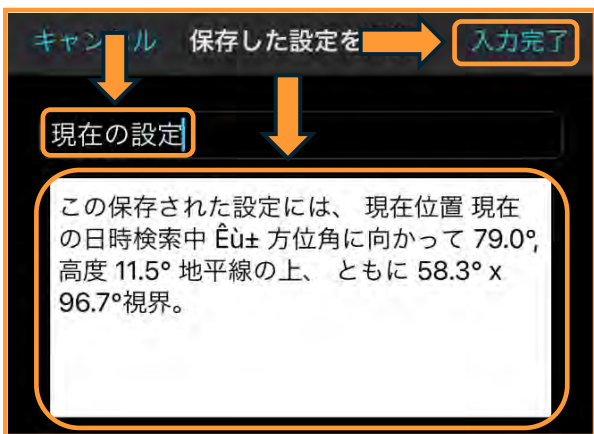 キャンセル 保存した設定を 入力完了
現在の設定
この保存された設定には、 現在位置 現在
の日時検索中 Êù± 方位角に向かって 79.0°,
高度 11.5° 地平線の上、 ともに 58.3° x
96.7°視界。